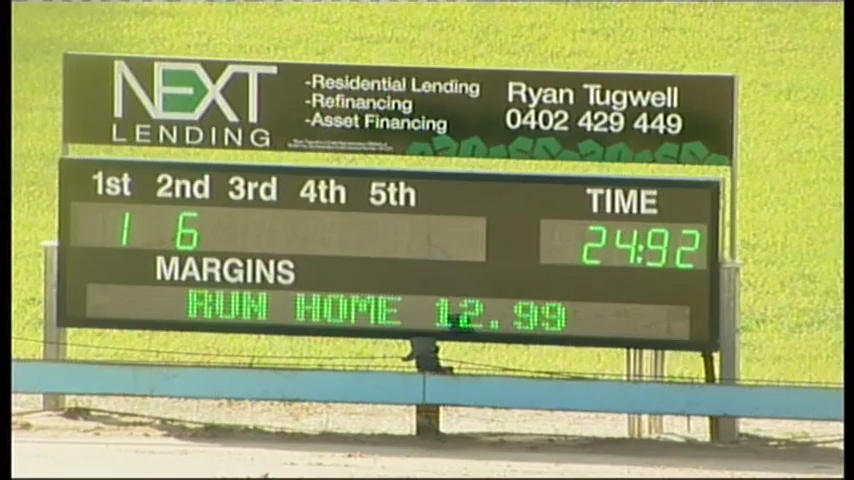 NEXT
LENDING
-Residential Lending
-Refinancing
-Asset Financing
Ryan Tugwell
0402 429 449
1st 2nd 3rd 4th 5th
TIME
1 6
24:92
MARGINS
RUN HOME 12.99